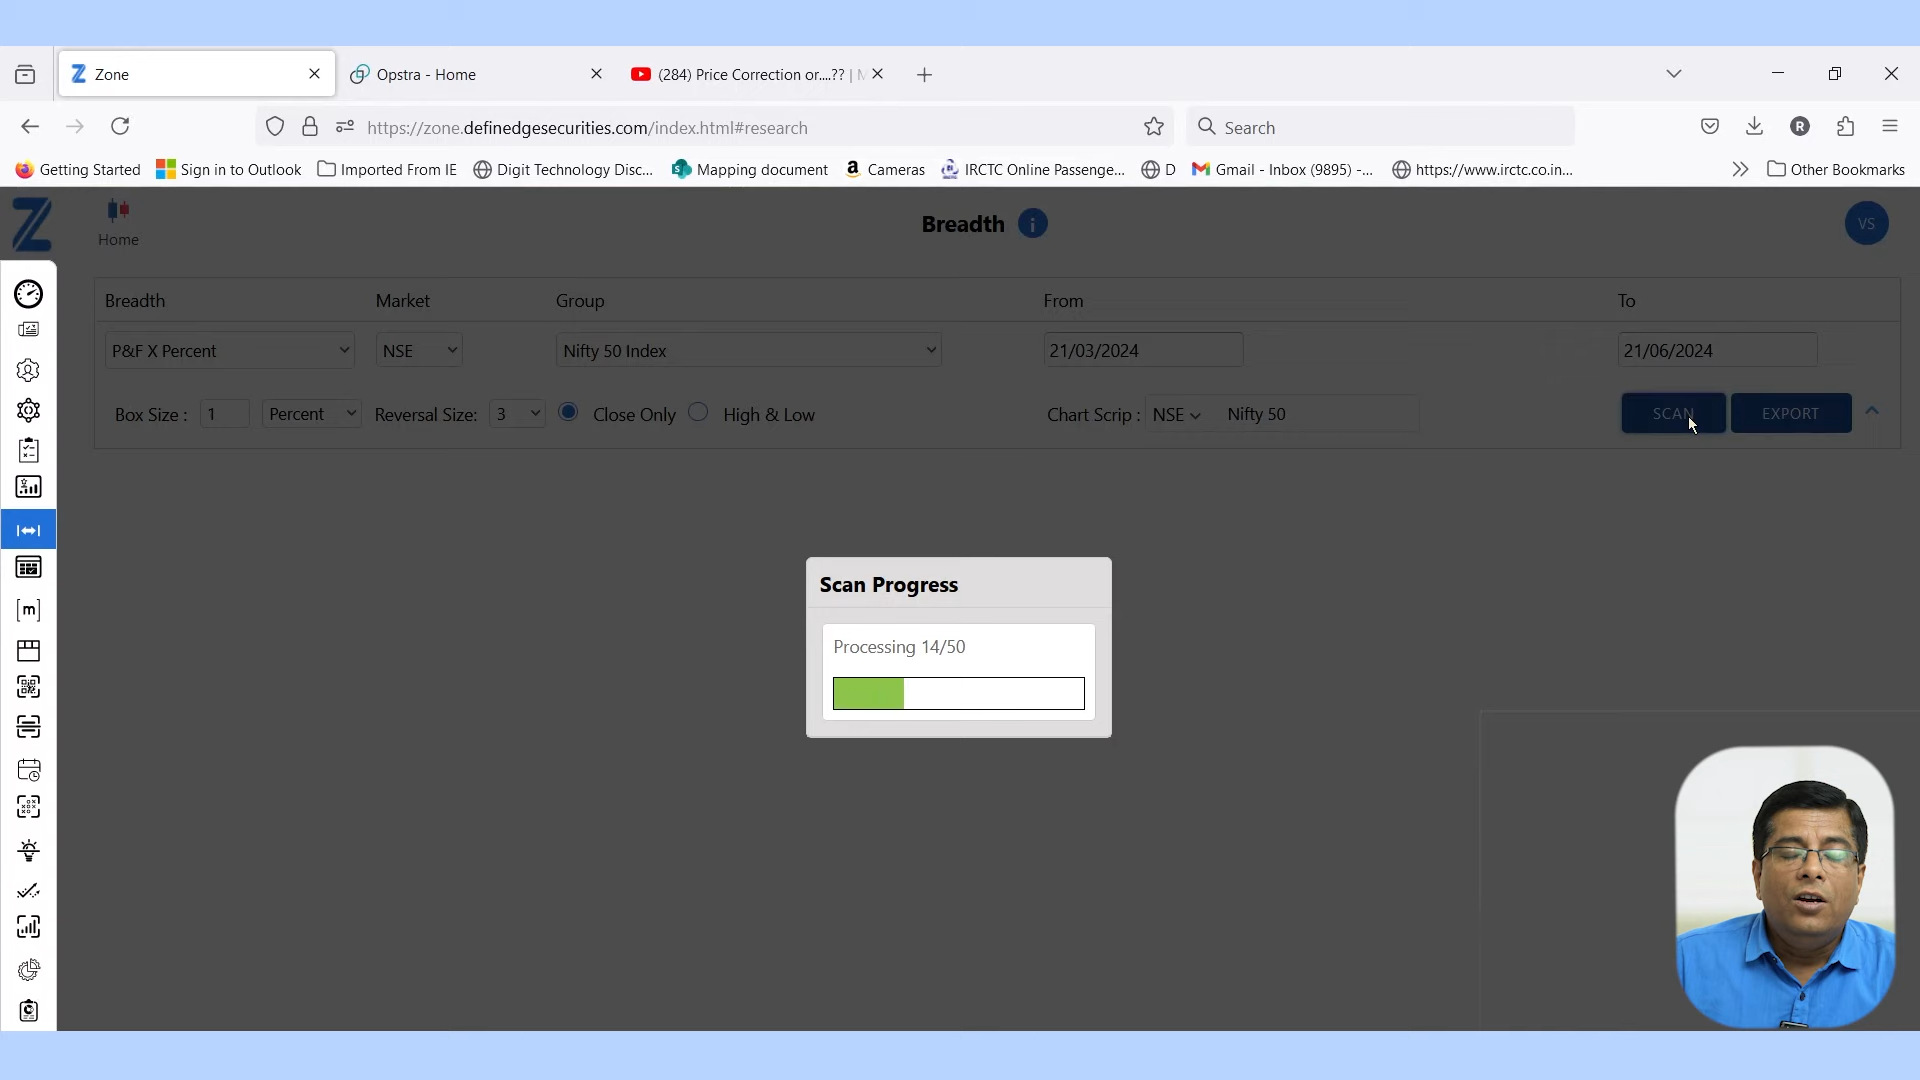 Zone
Opstra - Home
(284) Price Correction or....?? | M
https://zone.definedgesecurities.com/index.html#research
Search
R
Getting Started
Sign in to Outlook
Imported From IE
Digit Technology Disc...
Mapping document
Cameras
IRCTC Online Passenge...
D
Gmail - Inbox (9895) -...
https://www.irctc.co.in...
Other Bookmarks
Z
Home
Breadth
i
VS
Breadth Market Group From To
P&F X Percent NSE Nifty 50 Index 21/03/2024 21/06/2024
Box Size : 1 Percent Reversal Size: 3 Close Only High & Low Chart Scrip : NSE Nifty 50 SCAN EXPORT
[m]
Scan Progress
Processing 14/50